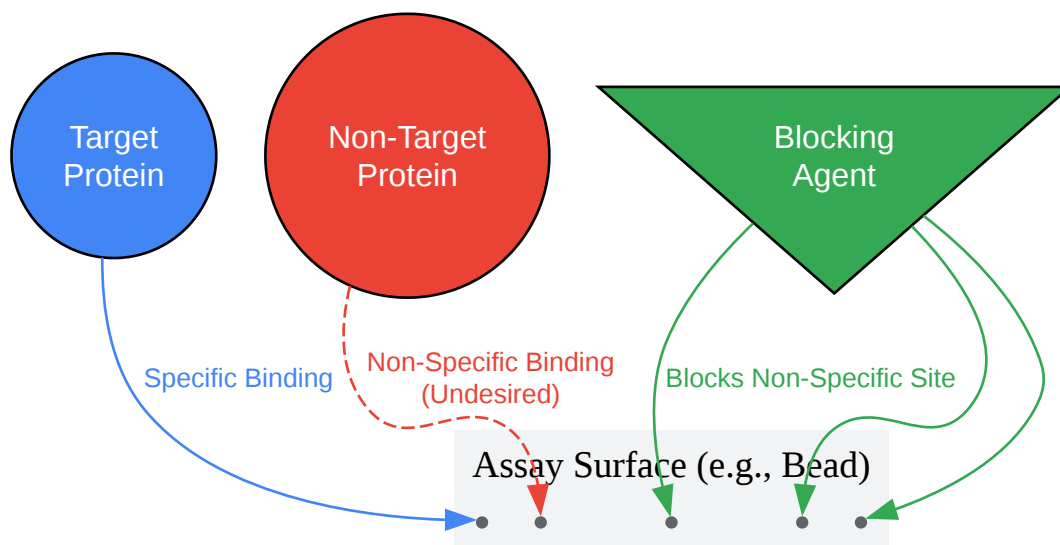 Target
Protein
Non-Target
Protein
Blocking
Agent
Specific Binding
Non-Specific Binding
(Undesired)
Blocks Non-Specific Site
Assay Surface (e.g., Bead)